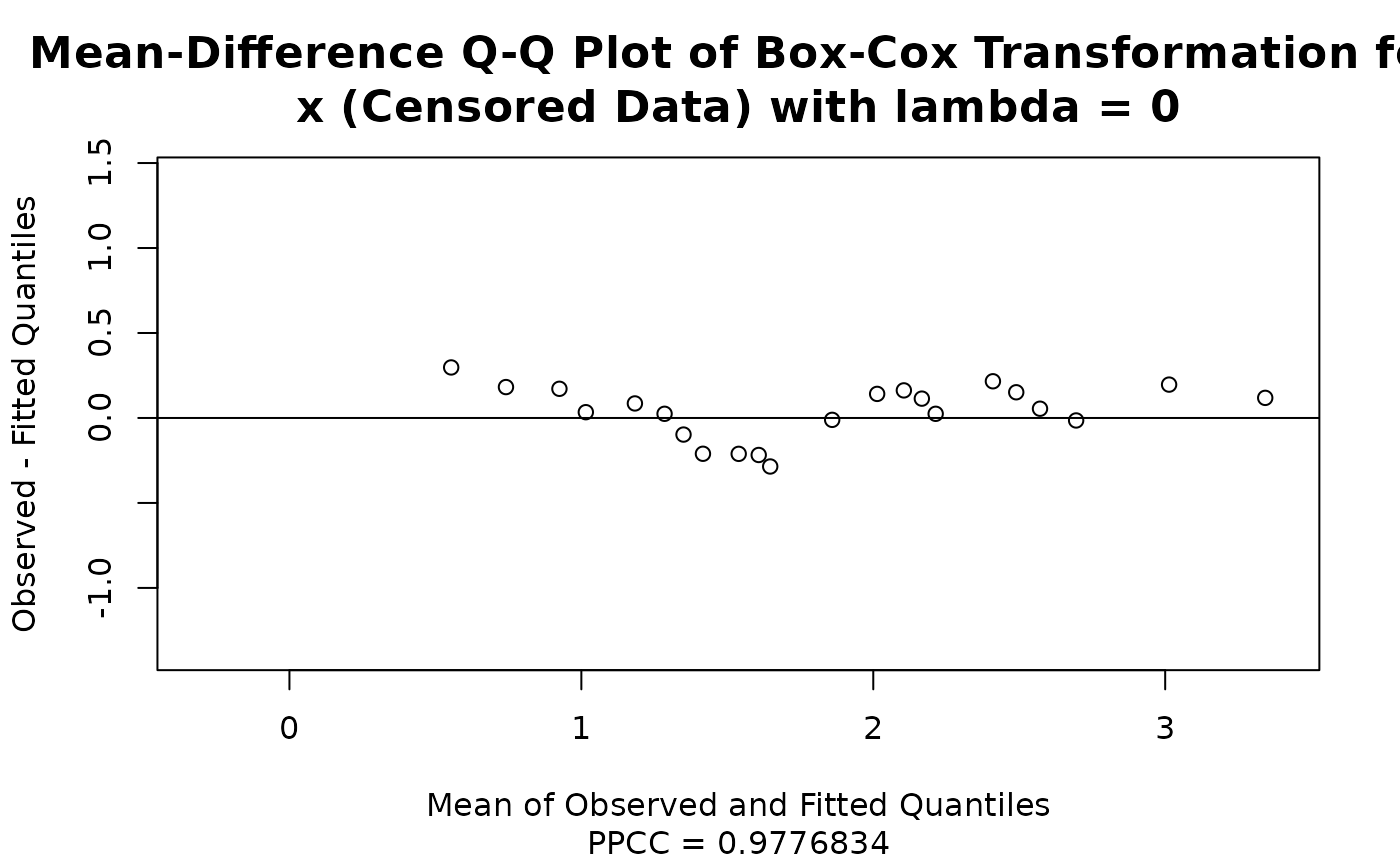 Mean-Difference Q-Q Plot of Box-Cox Transformation
x (Censored Data) with lambda = 0
Observed - Fitted Quantiles
1.5
1.0
0.5
0.0
-1.0
0 1 2 3
Mean of Observed and Fitted Quantiles
PPCC = 0.9776834